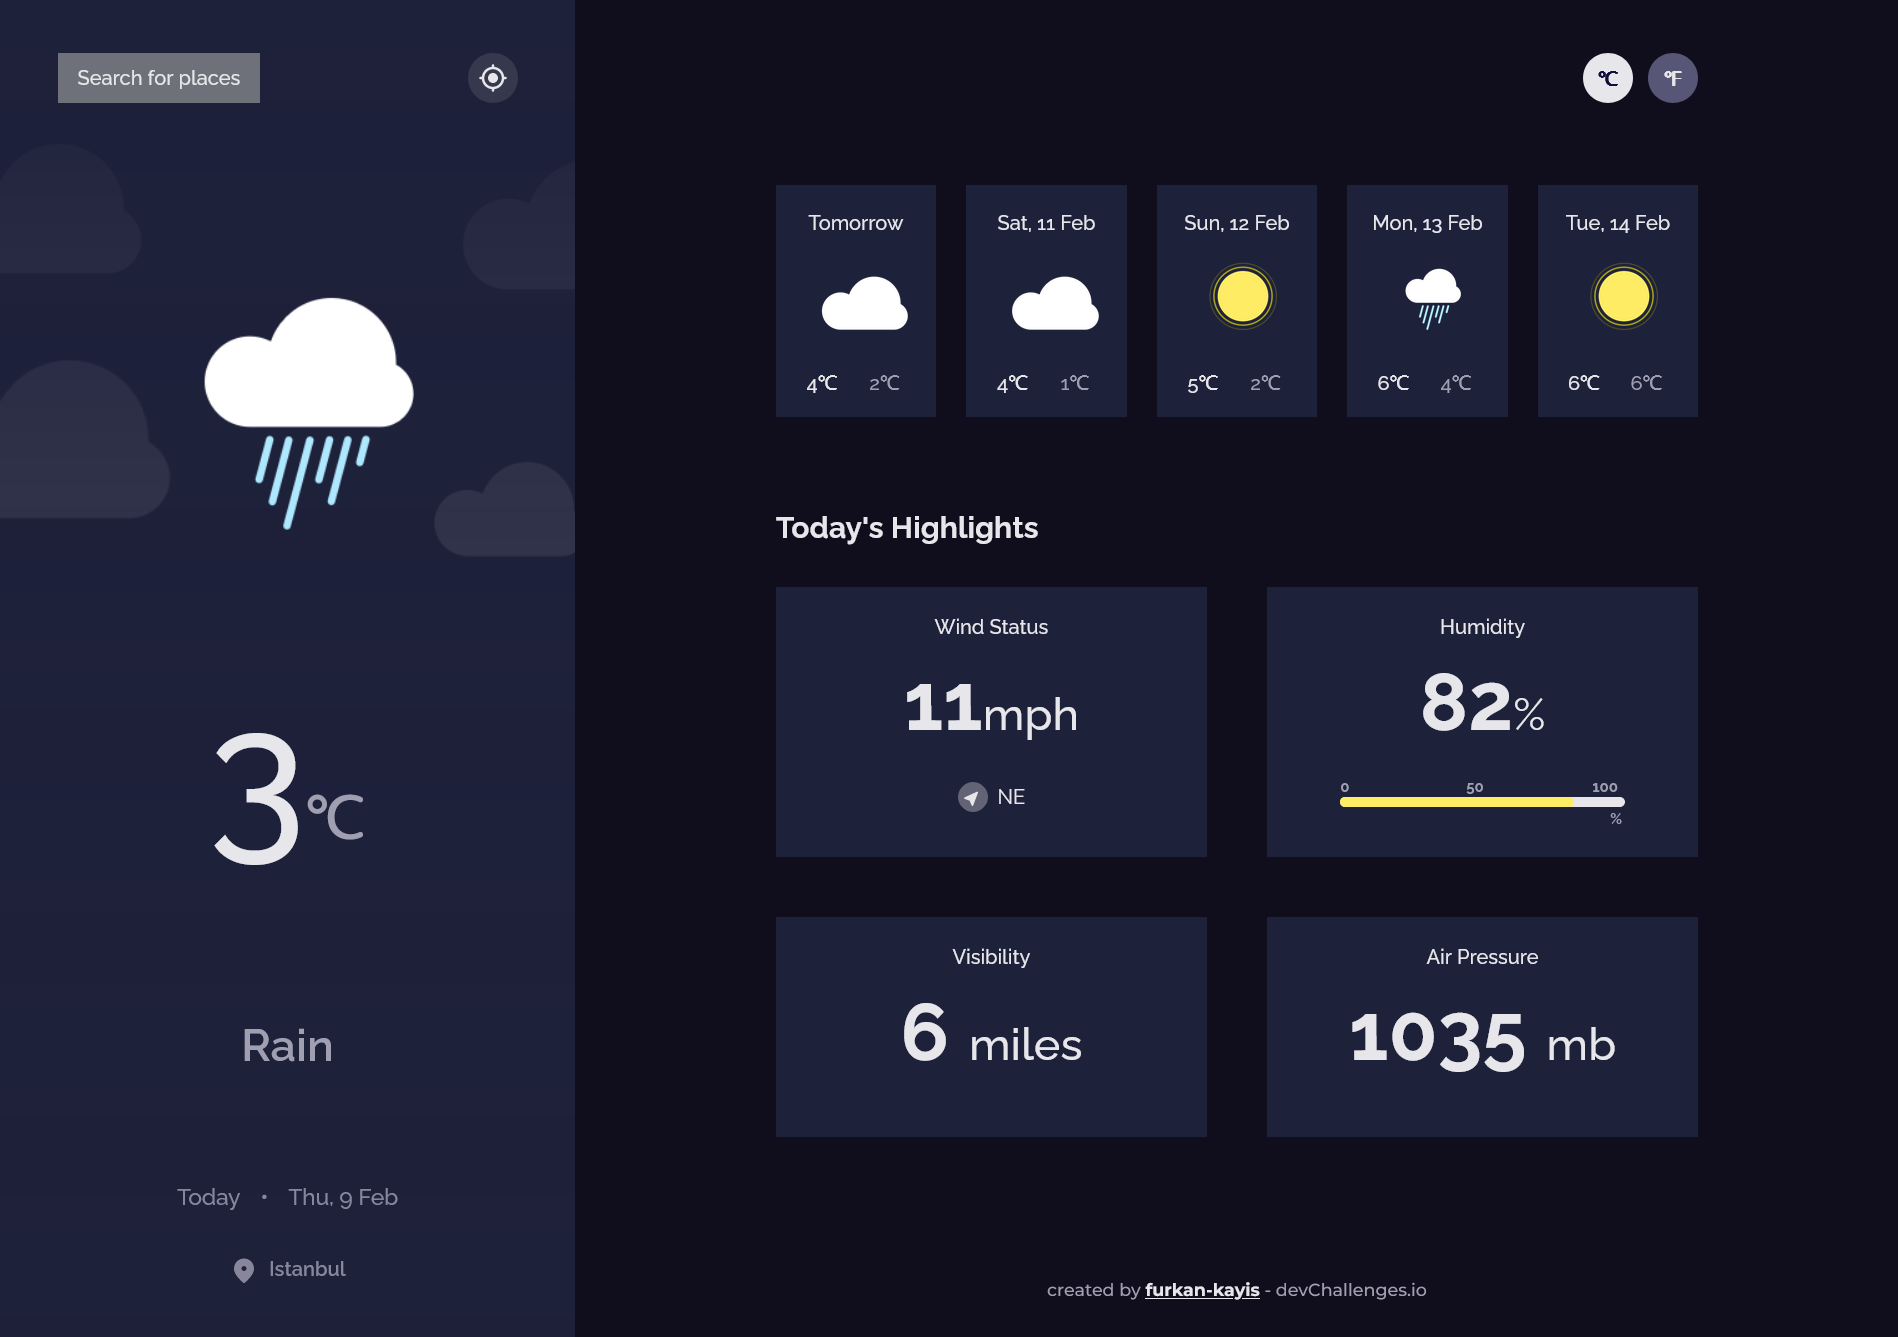 Search for places
3℃
Rain
Today • Thu, 9 Feb
Istanbul
℃ ℉
Tomorrow
4℃ 2℃
Sat, 11 Feb
4℃ 1℃
Sun, 12 Feb
5℃ 2℃
Mon, 13 Feb
6℃ 4℃
Tue, 14 Feb
6℃ 6℃
Today's Highlights
Wind Status
11mph
NE
Humidity
82%
0 50 100
%
Visibility
6 miles
Air Pressure
1035 mb
created by furkan-kayis - devChallenges.io